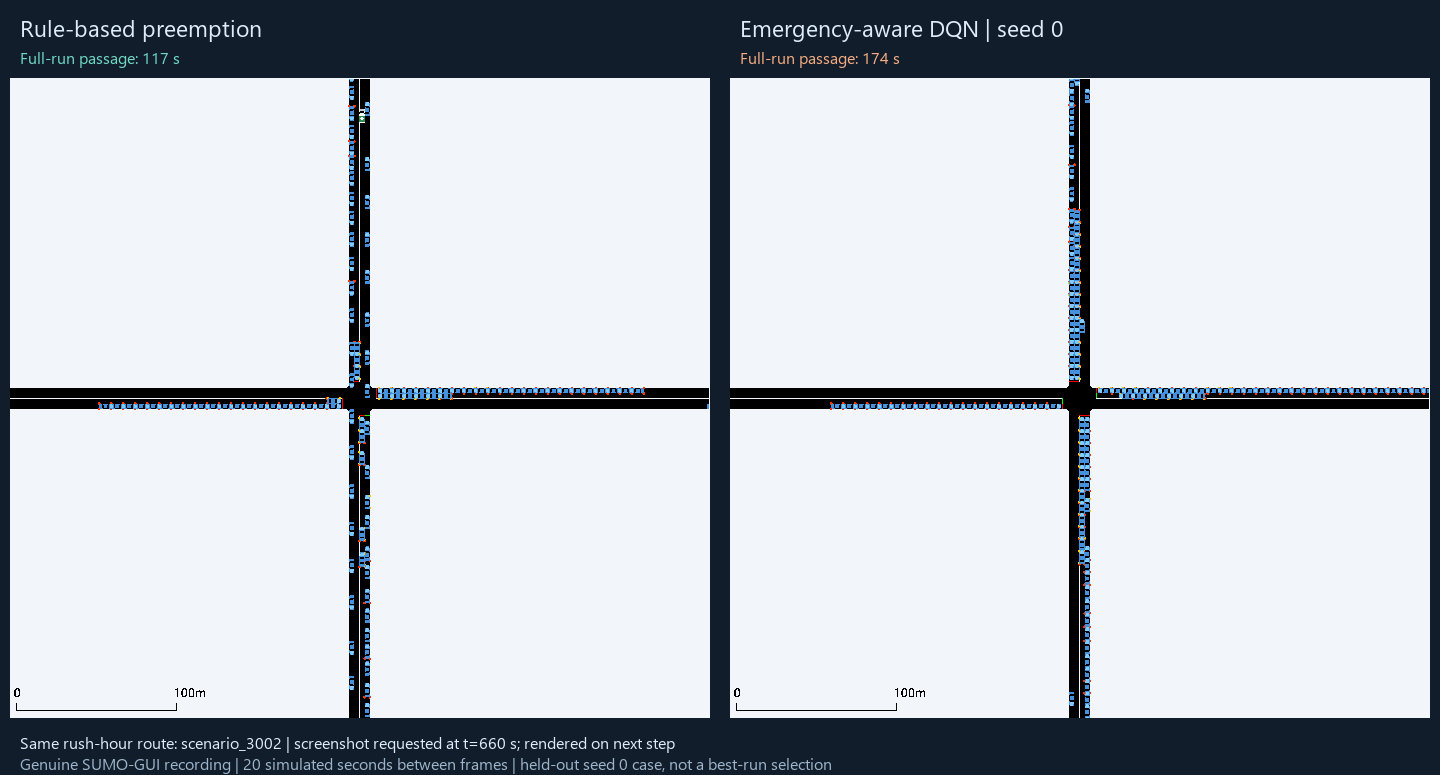 Rule-based preemption
Full-run passage: 117 s
Emergency-aware DQN | seed 0
Full-run passage: 174 s
0 100m
0 100m
Same rush-hour route: scenario_3002 | screenshot requested at t=660 s; rendered on next step
Genuine SUMO-GUI recording | 20 simulated seconds between frames | held-out seed 0 case, not a best-run selection